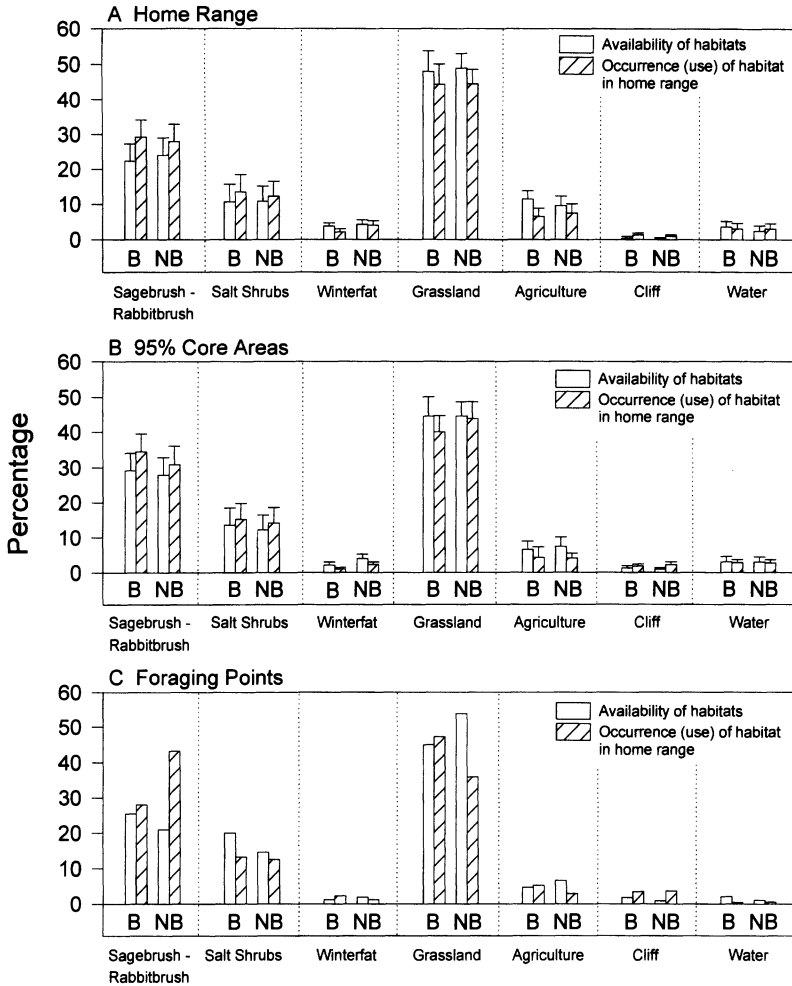 A Home Range
60
50
40
30
20
10
0
Availability of habitats
Occurrence (use) of habitat
in home range
B NB B NB B NB B NB B NB B NB B NB
Sagebrush - Salt Shrubs Winterfat Grassland Agriculture Cliff Water
Rabbitbrush
B 95% Core Areas
60
50
40
30
20
10
0
Availability of habitats
Occurrence (use) of habitat
in home range
B NB B NB B NB B NB B NB B NB B NB
Sagebrush - Salt Shrubs Winterfat Grassland Agriculture Cliff Water
Rabbitbrush
Percentage
C Foraging Points
60
50
40
30
20
10
0
Availability of habitats
Occurrence (use) of habitat
in home range
B NB B NB B NB B NB B NB B NB B NB
Sagebrush - Salt Shrubs Winterfat Grassland Agriculture Cliff Water
Rabbitbrush